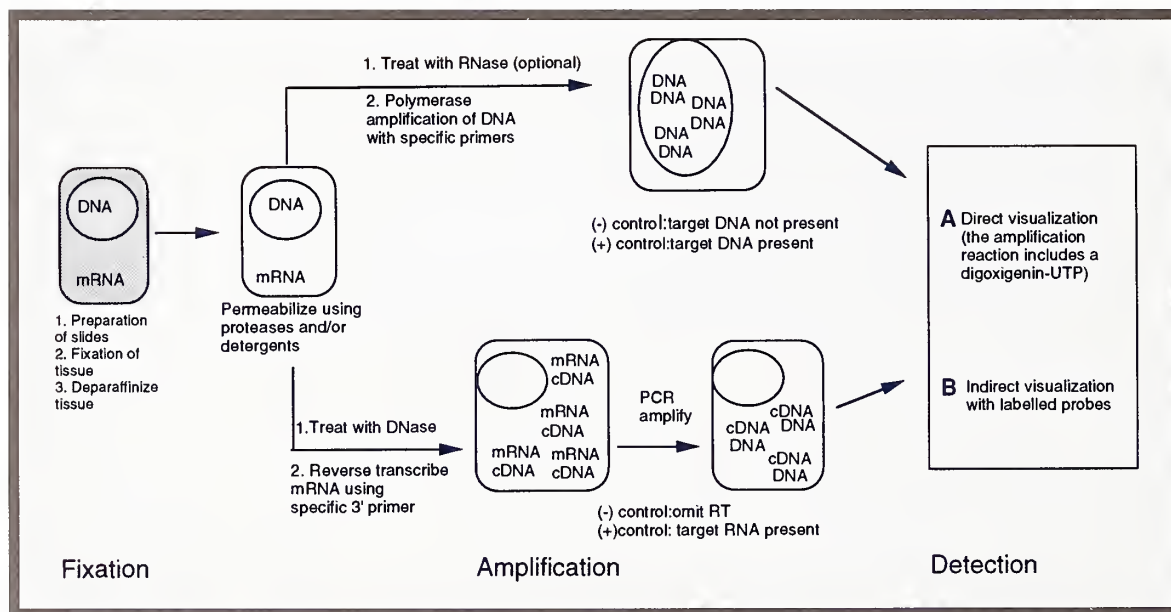 1. Treat with RNase (optional)
2. Polymerase
amplification of DNA
with specific primers
DNA
DNA
DNA
DNA
DNA
DNA
(-) control:target DNA not present
(+) control:target DNA present
DNA
mRNA
1. Preparation
of slides
2. Fixation of
tissue
3. Deparaffinize
tissue
DNA
mRNA
Permeabilize using
proteases and/or
detergents
1.Treat with DNase
2. Reverse transcribe
mRNA using
specific 3' primer
mRNA
cDNA
mRNA
cDNA
mRNA
cDNA
mRNA
cDNA
PCR
amplify
cDNA
DNA
cDNA
DNA
cDNA
DNA
(-) control:omit RT
(+)control: target RNA present
A Direct visualization
(the amplification
reaction includes a
digoxigenin-UTP)
B Indirect visualization
with labelled probes
Fixation
Amplification
Detection